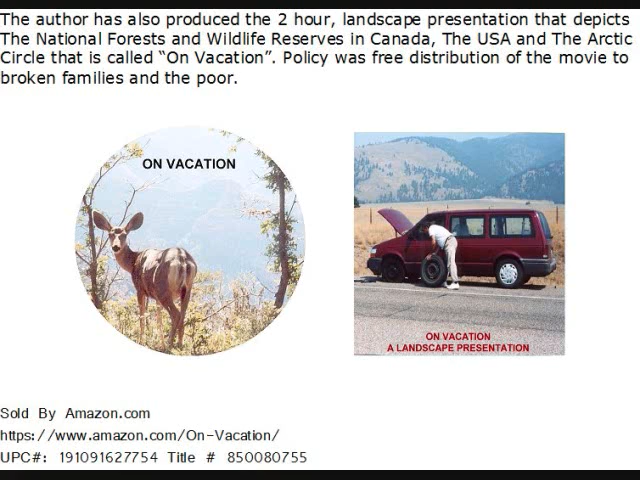 The author has also produced the 2 hour, landscape presentation that depicts
The National Forests and Wildlife Reserves in Canada, The USA and The Arctic
Circle that is called “On Vacation”. Policy was free distribution of the movie to
broken families and the poor.
ON VACATION
ON VACATION
A LANDSCAPE PRESENTATION
Sold By Amazon.com
https://www.amazon.com/On-Vacation/
UPC#: 191091627754 Title # 850080755